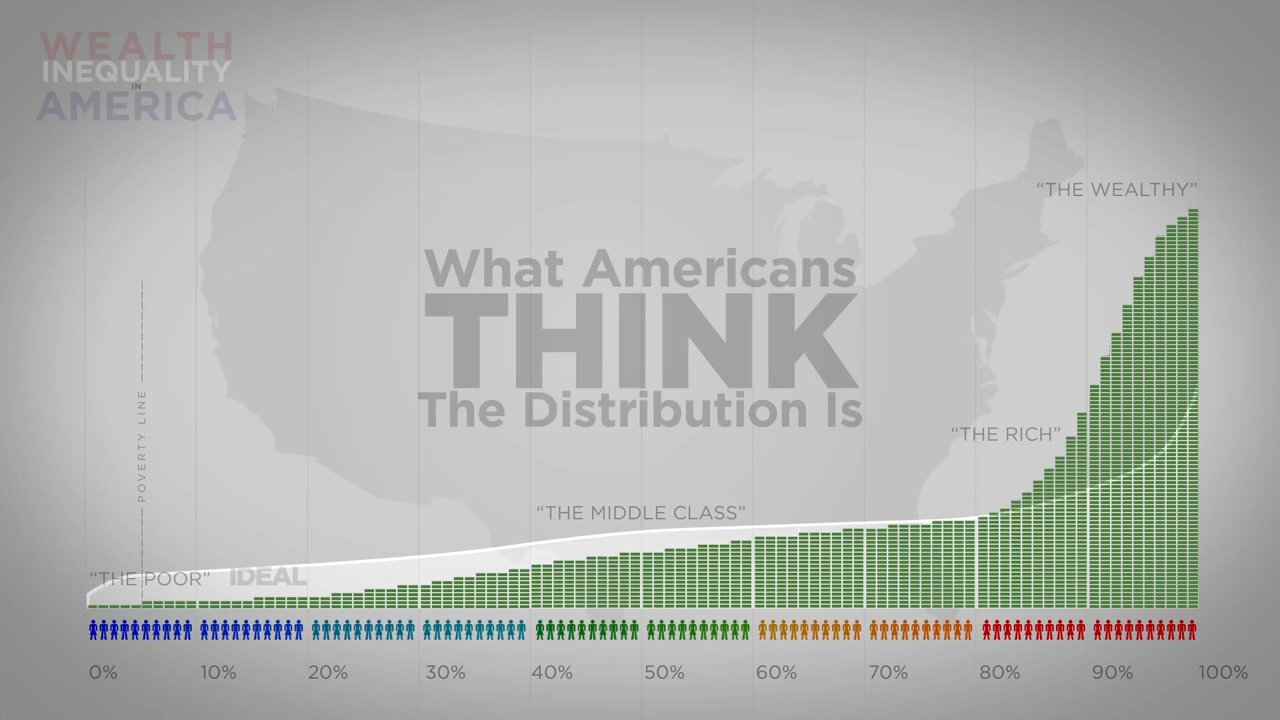 WEALTH
INEQUALITY
IN
AMERICA
“THE WEALTHY”
What Americans
THINK
The Distribution Is
POVERTY LINE
“THE RICH”
“THE MIDDLE CLASS”
“THE POOR”
IDEAL
0% 10% 20% 30% 40% 50% 60% 70% 80% 90% 100%